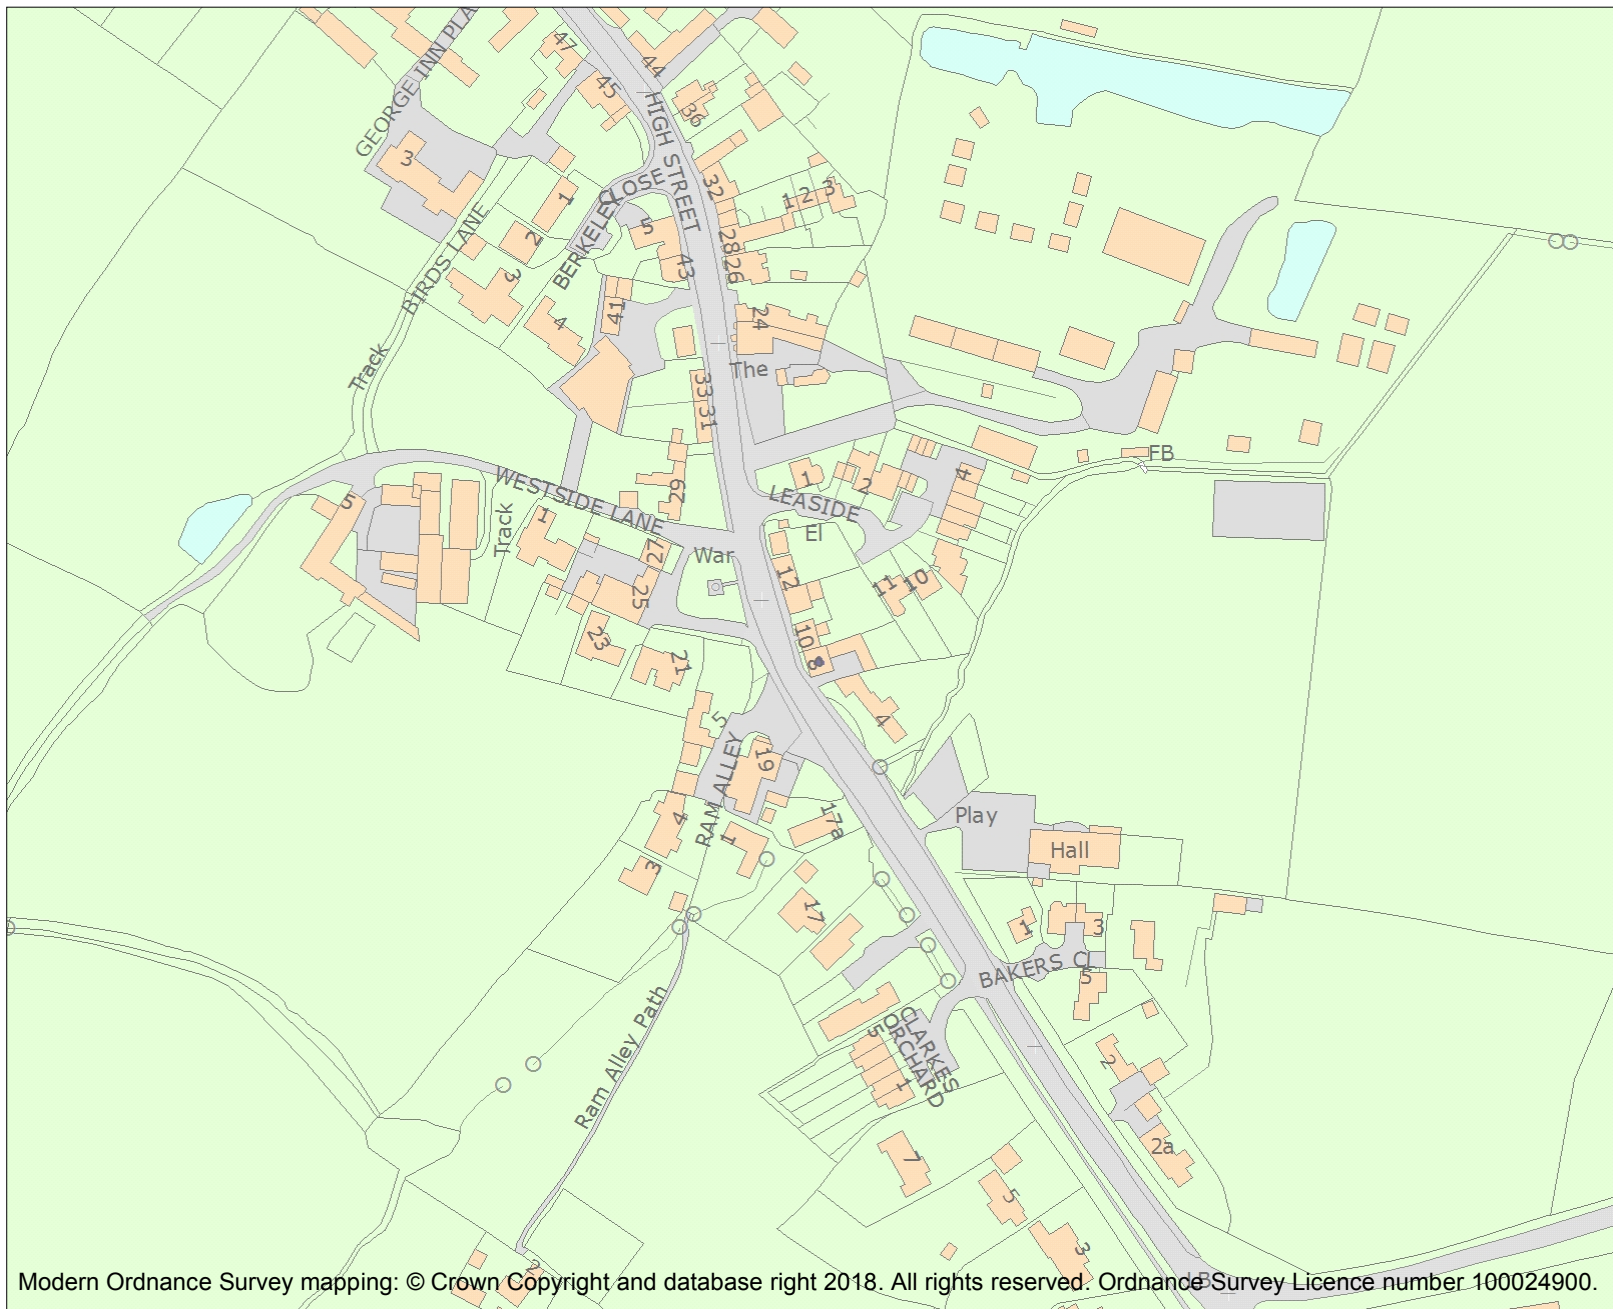 GEORGE INN PLA
47
44
45
36
HIGH STREET
3
32
1 2 3
CLOSE
BERKELEY
1
2
5
28
26
43
BIRDS LANE
3
4
41
24
The
Track
33
31
FB
WESTSIDE LANE
29
1
2
4
LEASIDE
5
Track
1
El
27
War
12
25
11
10
23
10
8
21
5
4
19
RAM ALLEY
17a
Play
4
1
Hall
3
17
1
3
BAKERS CL
5
Ram Alley Path
CLARKES
ORCHARD
5
1
2
2a
7
5
3
2
LB
Modern Ordnance Survey mapping: © Crown Copyright and database right 2018. All rights reserved. Ordnance Survey Licence number 100024900.